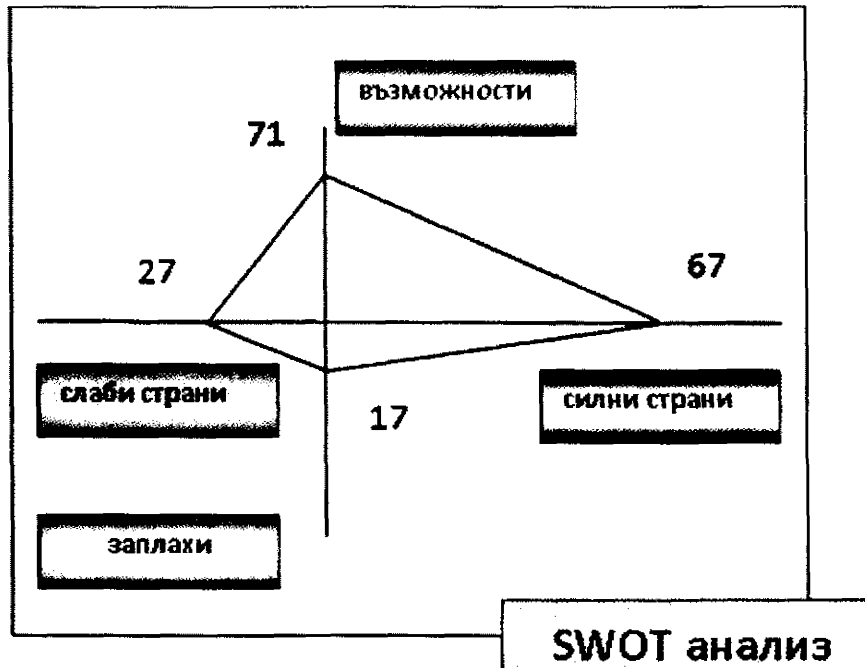 възможности
71
27
67
слаби страни
силни страни
17
заплахи
SWOT анализ